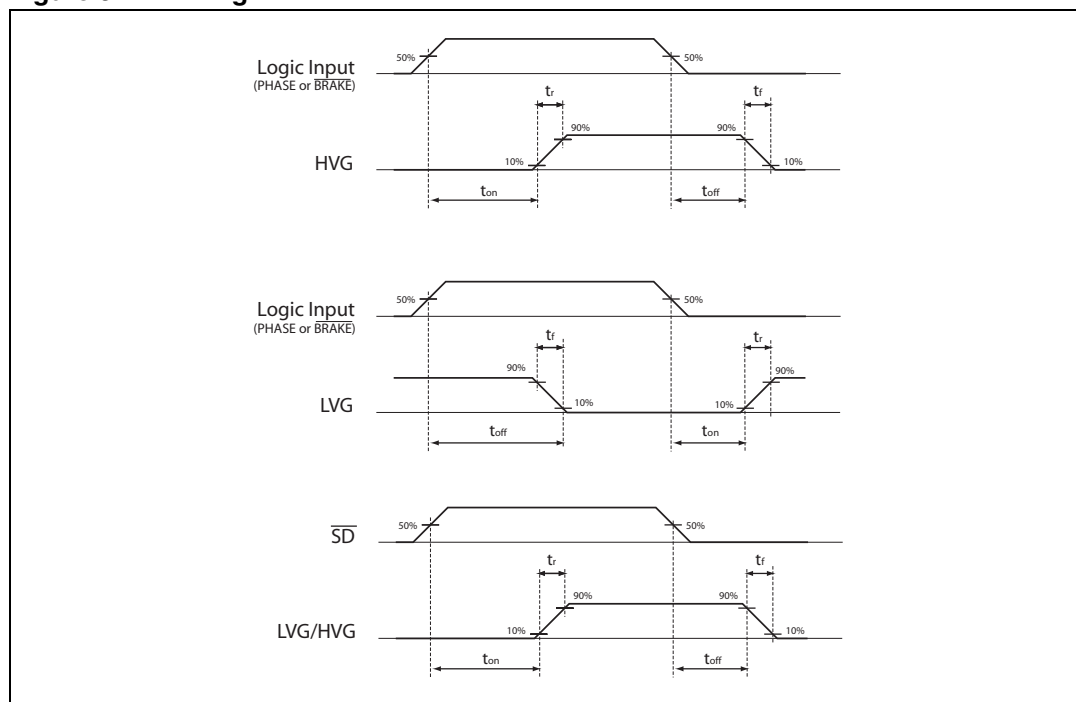 50%
50%
Logic Input
(PHASE or BRAKE)
tr
tf
90%
90%
HVG
10%
10%
ton
toff
50%
50%
Logic Input
(PHASE or BRAKE)
tf
tr
90%
90%
LVG
10%
10%
toff
ton
50%
50%
SD
tr
tf
90%
90%
LVG/HVG
10%
10%
ton
toff